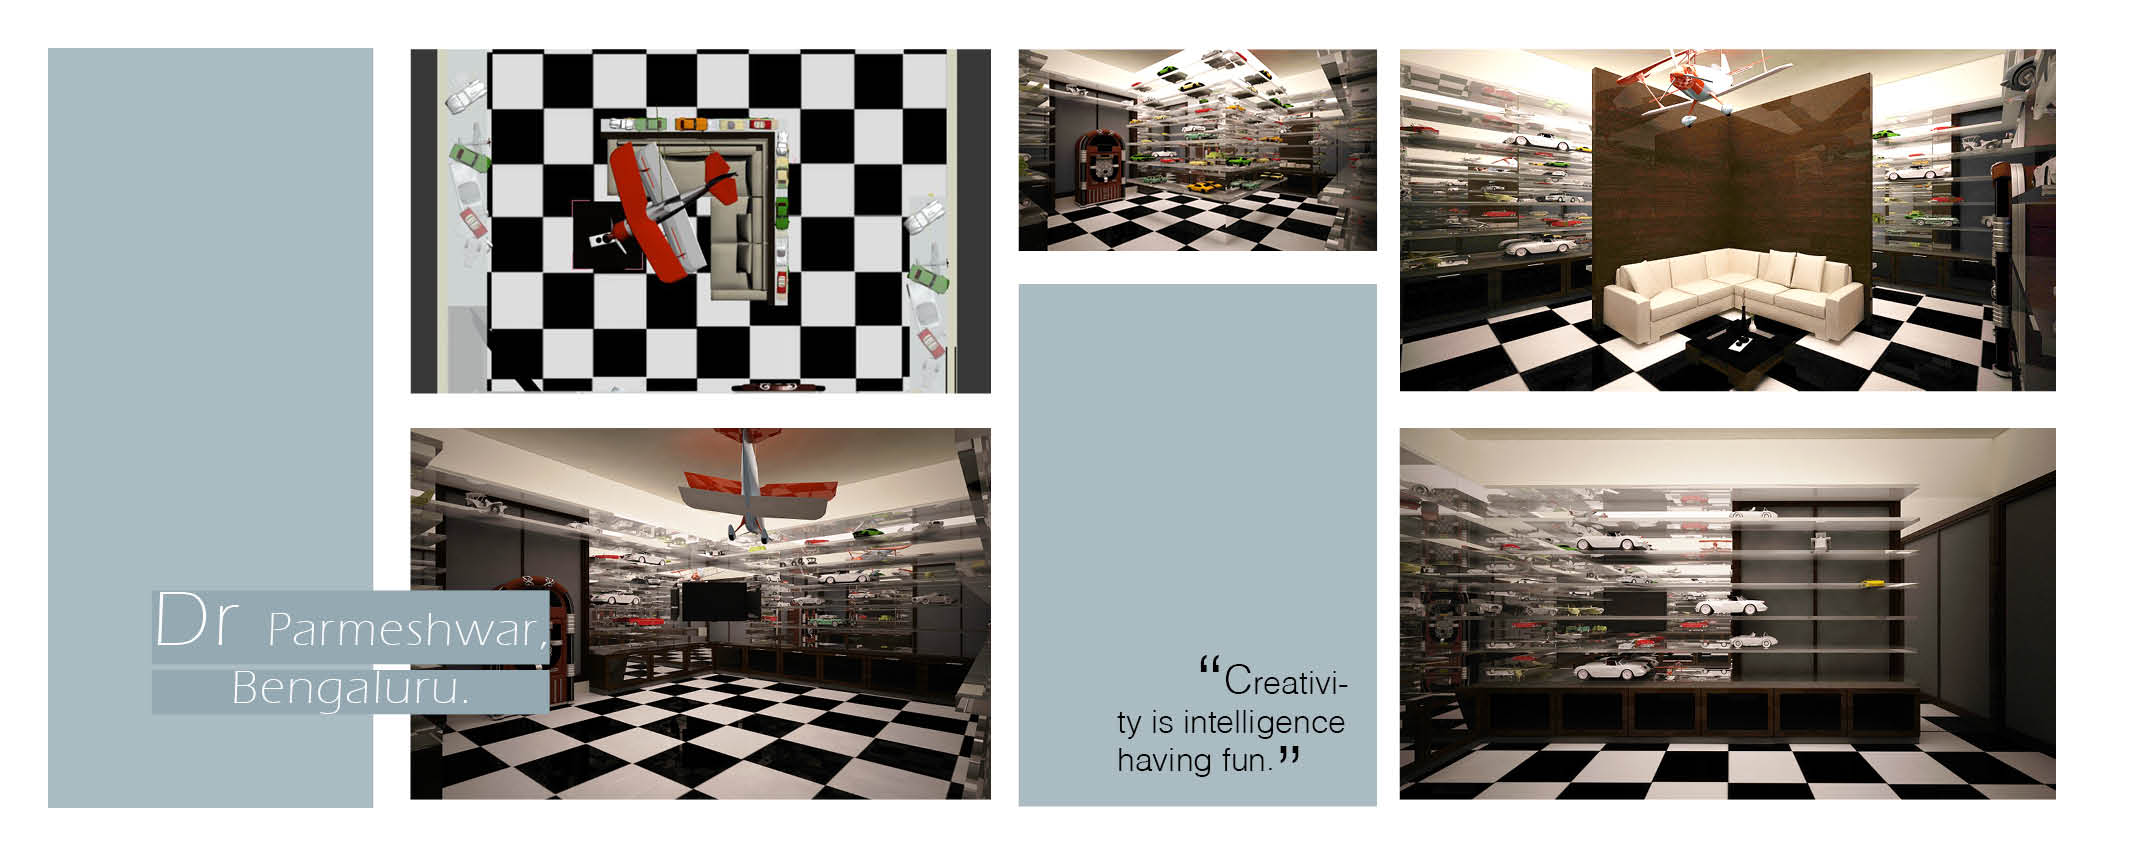 Dr Parmeshwar,
Bengaluru.
“Creativi-
ty is intelligence
having fun.”